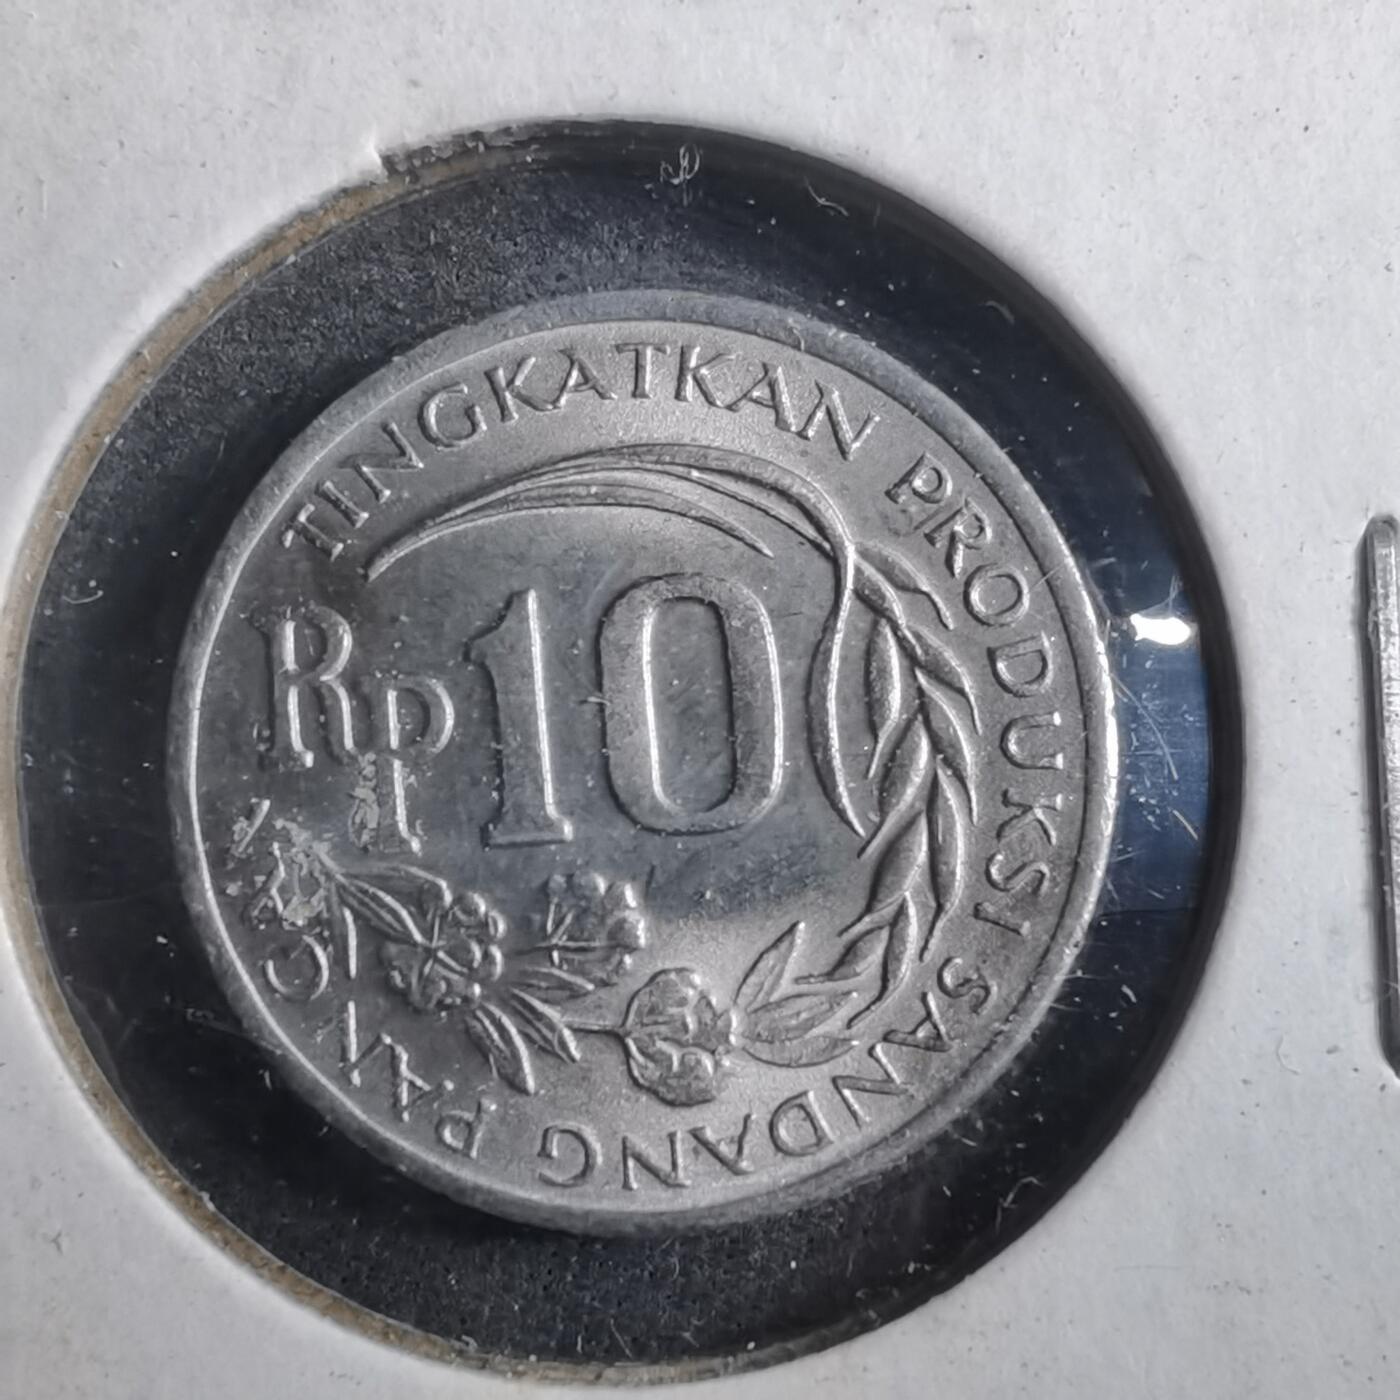 TINGKATKAN PRODUKSI SANDANG PANGAN
Rp 10